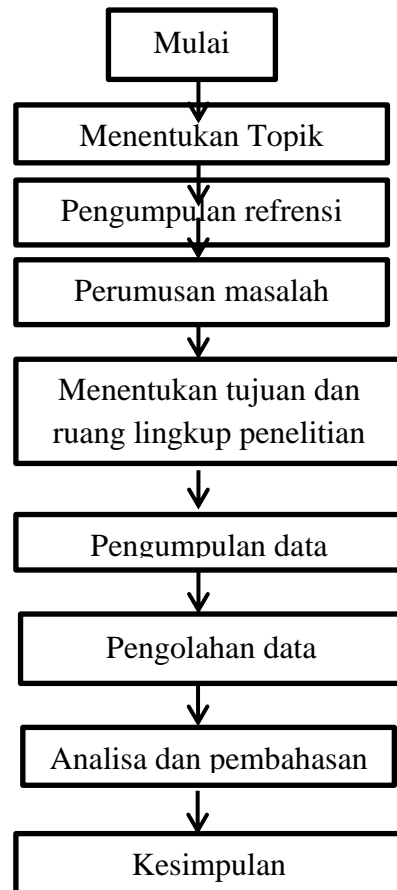 Mulai
Menentukan Topik
Pengumpulan refrensi
Perumusan masalah
Menentukan tujuan dan
ruang lingkup penelitian
Pengumpulan data
Pengolahan data
Analisa dan pembahasan
Kesimpulan